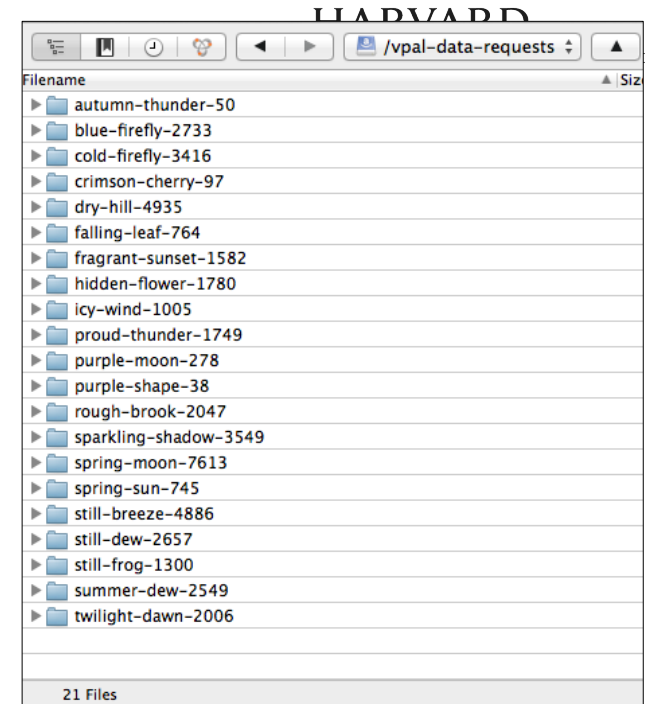 HARVARD
/vpal-data-requests
Filename
autumn-thunder-50
blue-firefly-2733
cold-firefly-3416
crimson-cherry-97
dry-hill-4935
falling-leaf-764
fragrant-sunset-1582
hidden-flower-1780
icy-wind-1005
proud-thunder-1749
purple-moon-278
purple-shape-38
rough-brook-2047
sparkling-shadow-3549
spring-moon-7613
spring-sun-745
still-breeze-4886
still-dew-2657
still-frog-1300
summer-dew-2549
twilight-dawn-2006
21 Files